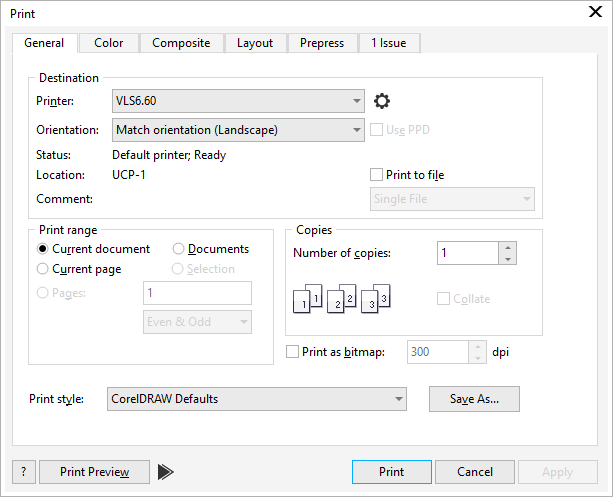 Print
General Color Composite Layout Prepress 1 Issue
Destination
Printer: VLS6.60
Orientation: Match orientation (Landscape) Use PPD
Status: Default printer; Ready
Location: UCP-1 Print to file
Comment: Single File
Print range
Current document Documents
Current page Selection
Pages: 1
Even & Odd
Copies
Number of copies: 1
1 1 2 2 3 3 Collate
Print as bitmap: 300 dpi
Print style: CorelDRAW Defaults Save As...
? Print Preview Print Cancel Apply